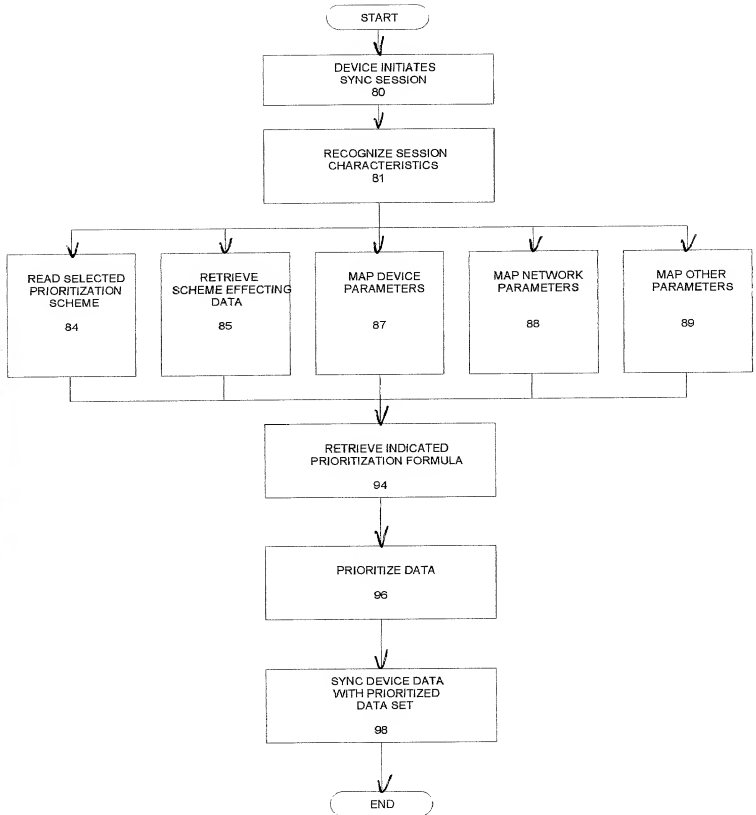 START
DEVICE INITIATES
SYNC SESSION
80
RECOGNIZE SESSION
CHARACTERISTICS
81
READ SELECTED
PRIORITIZATION
SCHEME
84
RETRIEVE
SCHEME EFFECTING
DATA
85
MAP DEVICE
PARAMETERS
87
MAP NETWORK
PARAMETERS
88
MAP OTHER
PARAMETERS
89
RETRIEVE INDICATED
PRIORITIZATION FORMULA
94
PRIORITIZE DATA
96
SYNC DEVICE DATA
WITH PRIORITIZED
DATA SET
98
END